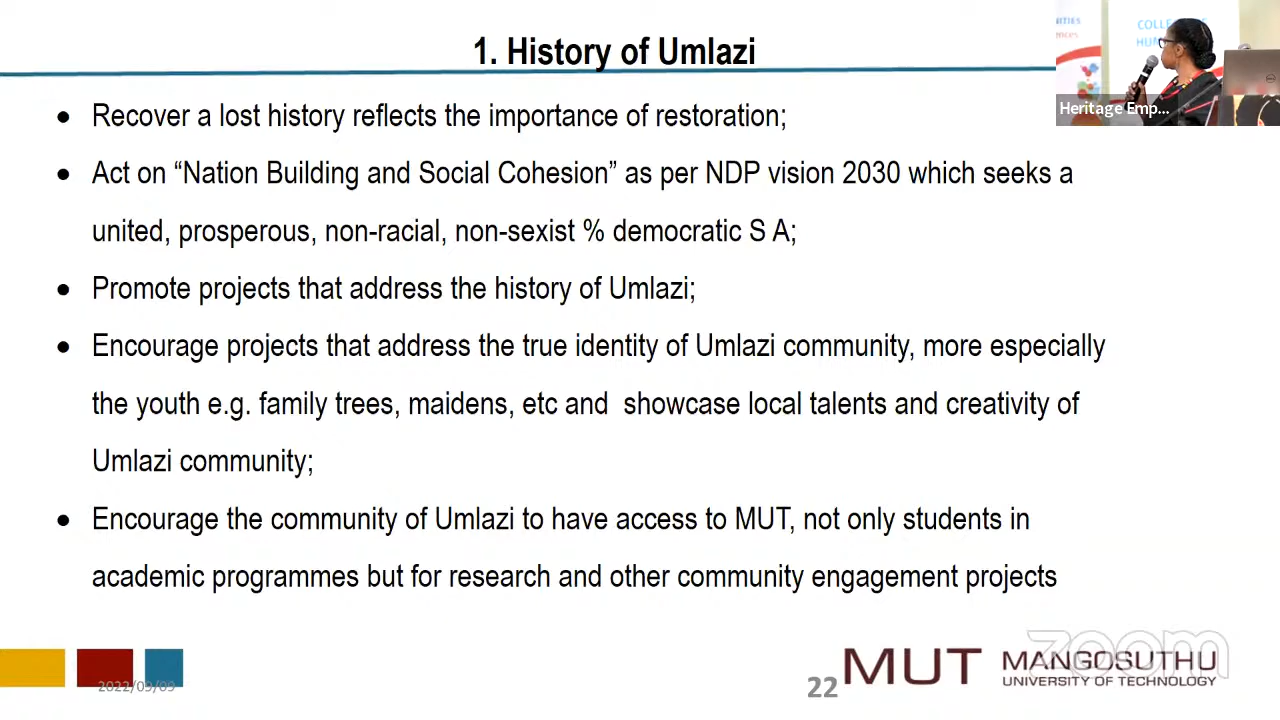 1. History of Umlazi
• Recover a lost history reflects the importance of restoration;
• Act on “Nation Building and Social Cohesion” as per NDP vision 2030 which seeks a
united, prosperous, non-racial, non-sexist % democratic S A;
• Promote projects that address the history of Umlazi;
• Encourage projects that address the true identity of Umlazi community, more especially
the youth e.g. family trees, maidens, etc and showcase local talents and creativity of
Umlazi community;
• Encourage the community of Umlazi to have access to MUT, not only students in
academic programmes but for research and other community engagement projects
Heritage Emp...
2022/09/09
22
MUT MANGOSUTHU
UNIVERSITY OF TECHNOLOGY
zoom